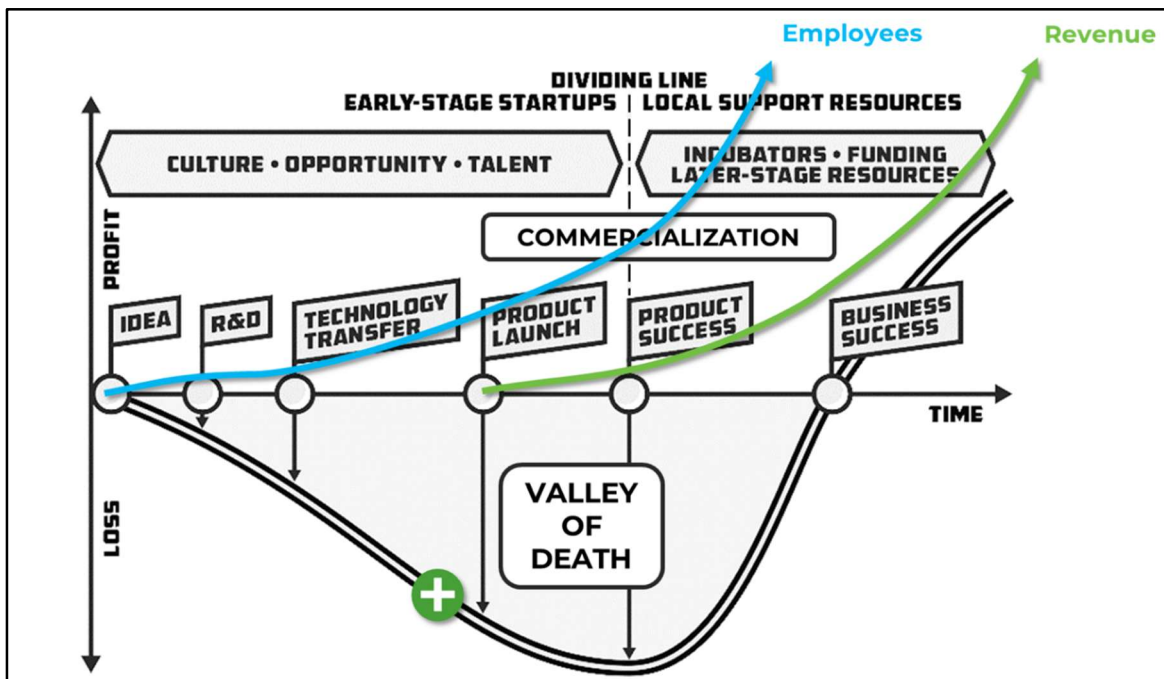 Employees
Revenue
DIVIDING LINE
EARLY-STAGE STARTUPS
LOCAL SUPPORT RESOURCES
CULTURE • OPPORTUNITY • TALENT
INCUBATORS • FUNDING
LATER-STAGE RESOURCES
COMMERCIALIZATION
PROFIT
IDEA
R&D
TECHNOLOGY
TRANSFER
PRODUCT
LAUNCH
PRODUCT
SUCCESS
BUSINESS
SUCCESS
TIME
LOSS
VALLEY
OF
DEATH